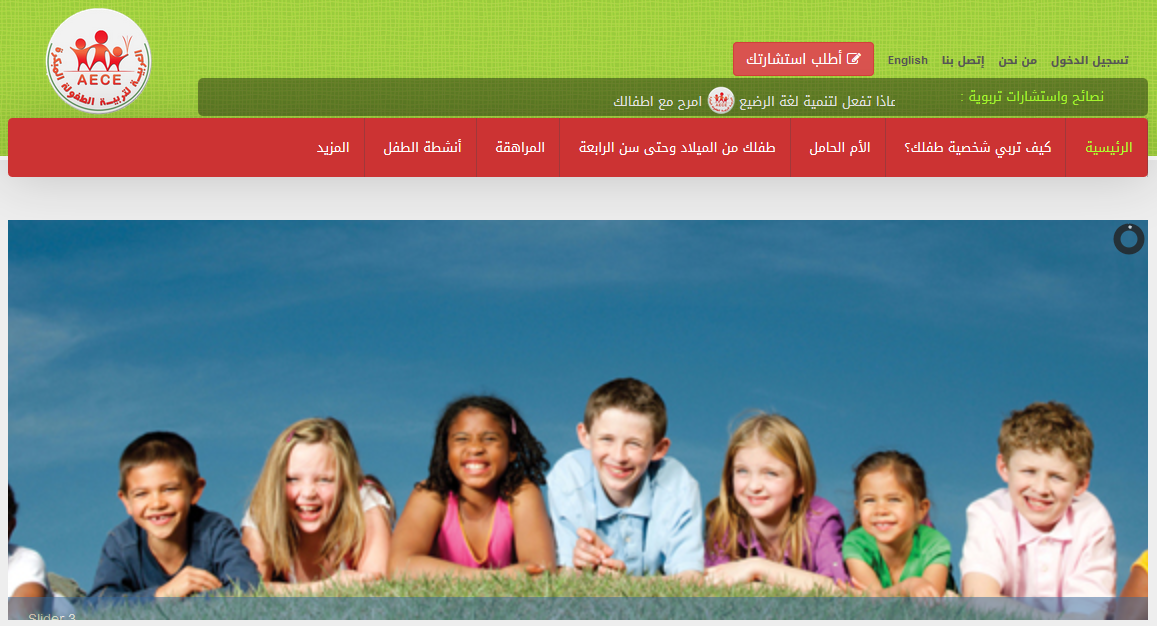 تسجيل الدخول من نحن إتصل بنا English أطلب استشارتك
AECE
العربية لتربية الطفولة المبكرة
نصائح واستشارات تربوية :
ماذا تفعل لتنمية لغة الرضيع امرح مع اطفالك
الرئيسية كيف تربي شخصية طفلك؟ الأم الحامل طفلك من الميلاد وحتى سن الرابعة المراهقة أنشطة الطفل المزيد
Slider 3